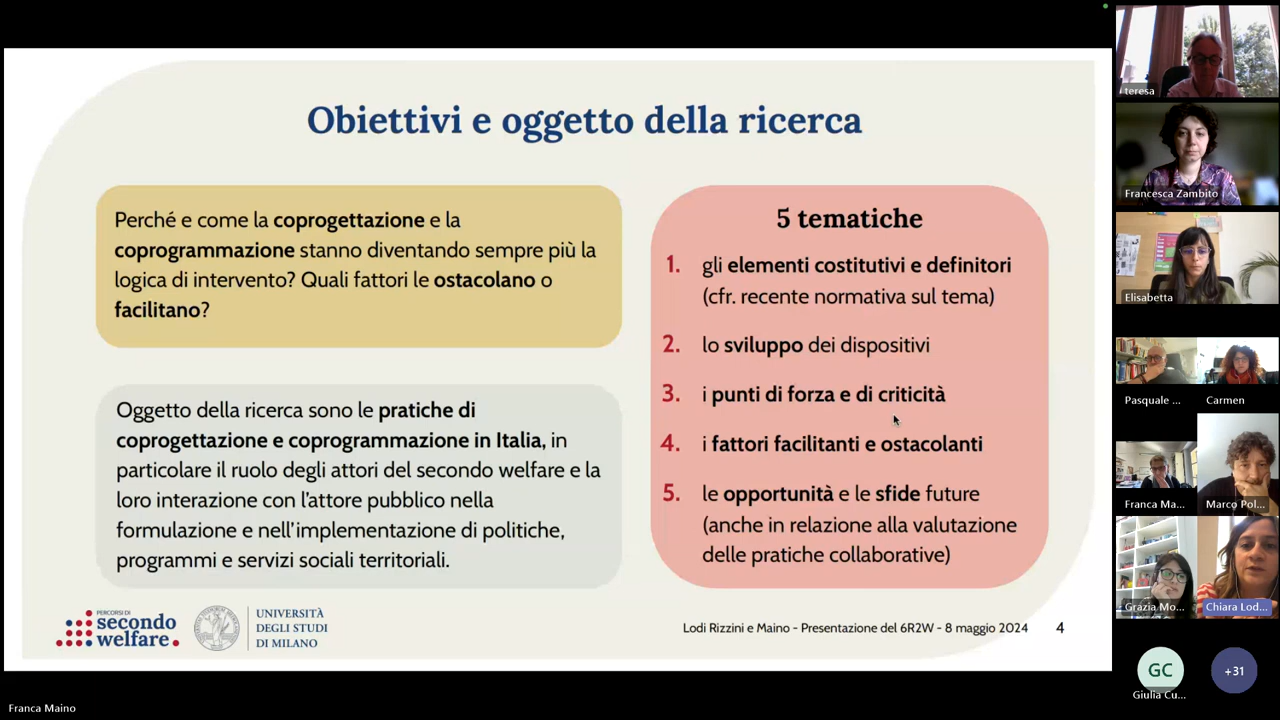 Obiettivi e oggetto della ricerca
Perché e come la coprogettazione e la
coprogrammazione stanno diventando sempre più la
logica di intervento? Quali fattori le ostacolano o
facilitano?
Oggetto della ricerca sono le pratiche di
coprogettazione e coprogrammazione in Italia, in
particolare il ruolo degli attori del secondo welfare e la
loro interazione con l'attore pubblico nella
formulazione e nell'implementazione di politiche,
programmi e servizi sociali territoriali.
5 tematiche
1. gli elementi costitutivi e definitori
(cfr. recente normativa sul tema)
2. lo sviluppo dei dispositivi
3. i punti di forza e di criticità
4. i fattori facilitanti e ostacolanti
5. le opportunità e le sfide future
(anche in relazione alla valutazione
delle pratiche collaborative)
PERCORSI DI
secondo
welfare
UNIVERSITÀ
DEGLI STUDI
DI MILANO
Lodi Rizzini e Maino - Presentazione del 6R2W - 8 maggio 2024 4
Franca Maino
teresa
Francesca Zambito
Elisabetta
Pasquale ...
Carmen
Franca Ma...
Marco Pol...
Grazia Mo...
Chiara Lod...
GC
Giulia Cu...
+31